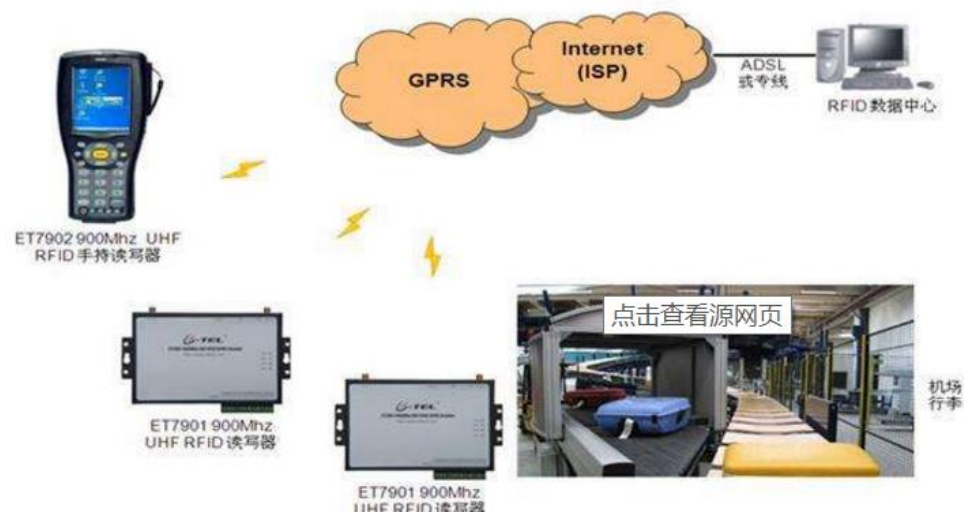 GPRS
Internet
(ISP)
ADSL
或专线
RFID 数据中心
ET7902 900Mhz UHF
RFID 手持读写器
点击查看源网页
机场
行李
G-TEL
ET7901 900Mhz
UHF RFID 读写器
G-TEL
ET7901 900Mhz
UHF RFID 读写器